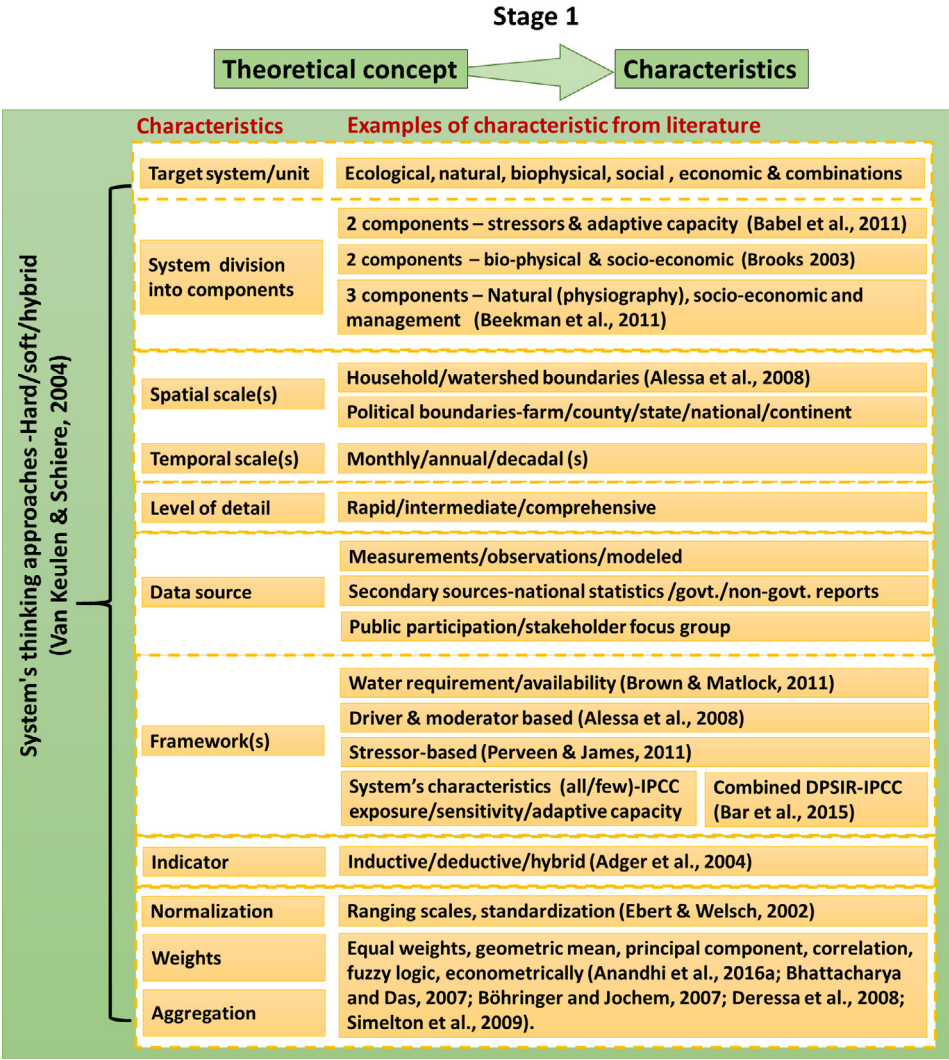 Stage 1
Theoretical concept
Characteristics
Characteristics
Examples of characteristic from literature
System's thinking approaches -Hard/soft/hybrid
(Van Keulen & Schiere, 2004)
Target system/unit
Ecological, natural, biophysical, social , economic & combinations
System division
into components
2 components – stressors & adaptive capacity (Babel et al., 2011)
2 components – bio-physical & socio-economic (Brooks 2003)
3 components – Natural (physiography), socio-economic and
management (Beekman et al., 2011)
Spatial scale(s)
Household/watershed boundaries (Alessa et al., 2008)
Political boundaries-farm/county/state/national/continent
Temporal scale(s)
Monthly/annual/decadal (s)
Level of detail
Rapid/intermediate/comprehensive
Data source
Measurements/observations/modeled
Secondary sources-national statistics /govt./non-govt. reports
Public participation/stakeholder focus group
Framework(s)
Water requirement/availability (Brown & Matlock, 2011)
Driver & moderator based (Alessa et al., 2008)
Stressor-based (Perveen & James, 2011)
System's characteristics (all/few)-IPCC
exposure/sensitivity/adaptive capacity
Combined DPSIR-IPCC
(Bar et al., 2015)
Indicator
Inductive/deductive/hybrid (Adger et al., 2004)
Normalization
Ranging scales, standardization (Ebert & Welsch, 2002)
Weights
Aggregation
Equal weights, geometric mean, principal component, correlation,
fuzzy logic, econometrically (Anandhi et al., 2016a; Bhattacharya
and Das, 2007; Böhringer and Jochem, 2007; Deressa et al., 2008;
Simelton et al., 2009).